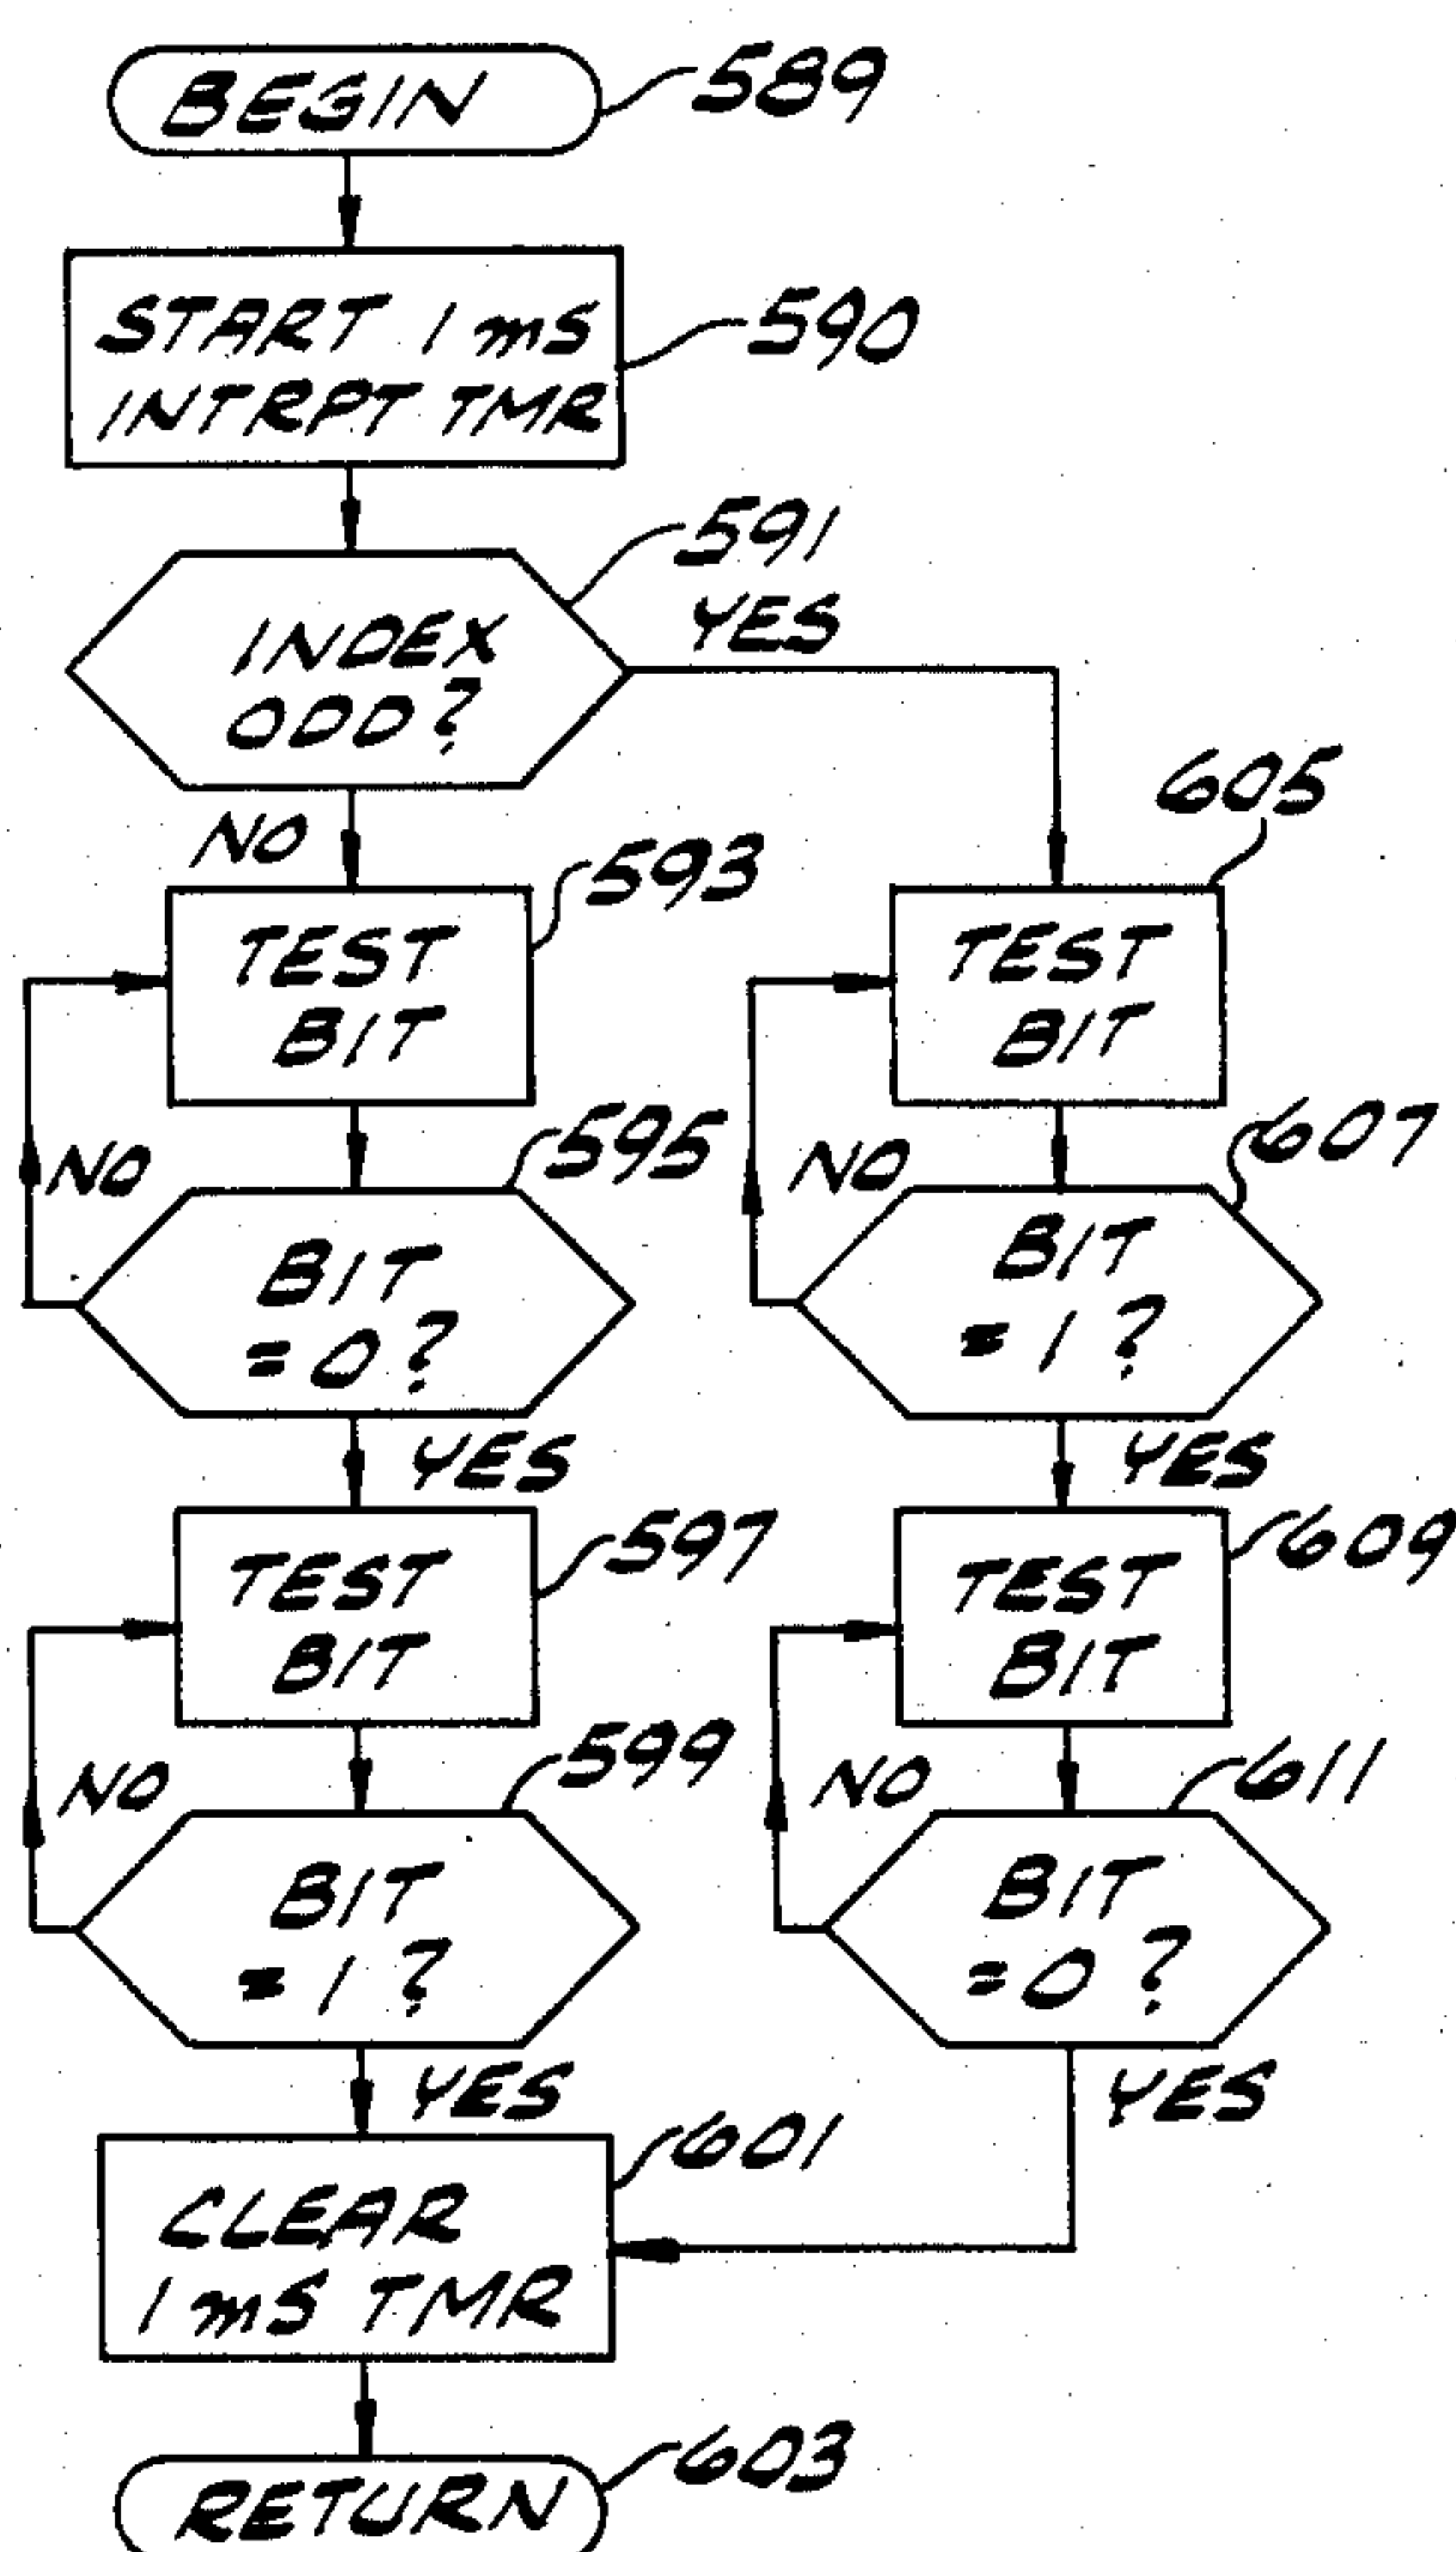 BEGIN
589
START 1 mS
INTRPT TMR
590
591
INDEX
ODD?
YES
NO
593
TEST
BIT
605
TEST
BIT
NO
595
BIT
=0?
NO
607
BIT
=1?
YES
YES
597
TEST
BIT
609
TEST
BIT
NO
599
BIT
=1?
NO
611
BIT
=0?
YES
YES
601
CLEAR
1 mS TMR
603
RETURN